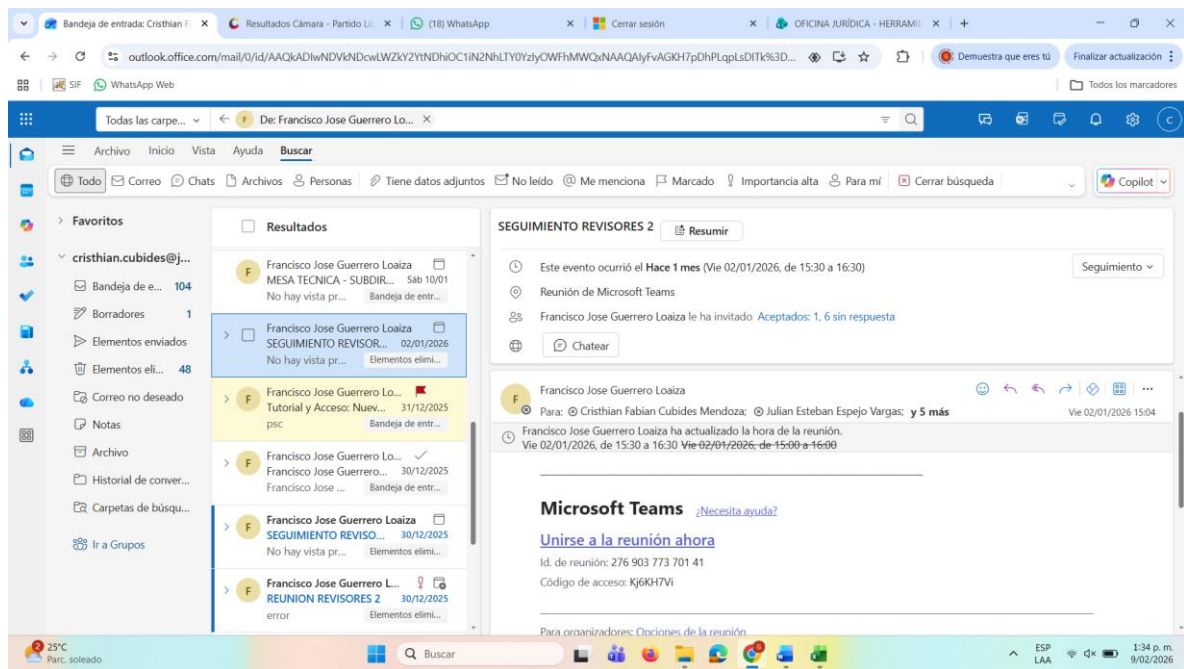 Bandeja de entrada: Cristhian F
Resultados Cámara - Partido Li
(18) WhatsApp
Cerrar sesión
OFICINA JURÍDICA - HERRAMI
outlook.office.com/mail/0/id/
Demuestra que eres tú
Finalizar actualización
SIF
WhatsApp Web
Todos los marcadores
Todas las carpe...
De: Francisco Jose Guerrero Lo...
C
Archivo Inicio Vista Ayuda Buscar
Todo Correo Chats Archivos Personas Tiene datos adjuntos No leído Me menciona Marcado Importancia alta Para mí Cerrar búsqueda
Copilot
Favoritos
cristhian.cubides@j...
Bandeja de e... 104
Borradores 1
Elementos enviados
Elementos eli... 48
Correo no deseado
Notas
Archivo
Historial de conver...
Carpetas de búsqu...
Ir a Grupos
Resultados
F
Francisco Jose Guerrero Loaiza
MESA TECNICA - SUBDIR... Sáb 10/01
No hay vista pr... Bandeja de entr...
Francisco Jose Guerrero Loaiza
SEGUIMIENTO REVISOR... 02/01/2026
No hay vista pr... Elementos elimi...
F
Francisco Jose Guerrero Lo...
Tutorial y Acceso: Nuev... 31/12/2025
psc Bandeja de entr...
F
Francisco Jose Guerrero Lo...
Francisco Jose Guerrero... 30/12/2025
Francisco Jose ... Bandeja de entr...
F
Francisco Jose Guerrero Loaiza
SEGUIMIENTO REVISO... 30/12/2025
No hay vista pr... Elementos elimi...
F
Francisco Jose Guerrero L...
REUNION REVISORES 2 30/12/2025
error Elementos elimi...
SEGUIMIENTO REVISORES 2
Resumir
Este evento ocurrió el Hace 1 mes (Vie 02/01/2026, de 15:30 a 16:30)
Seguimiento
Reunión de Microsoft Teams
Francisco Jose Guerrero Loaiza le ha invitado Aceptados: 1, 6 sin respuesta
Chatear
F
Francisco Jose Guerrero Loaiza
Para: Cristhian Fabian Cubides Mendoza; Julian Esteban Espejo Vargas; y 5 más
Vie 02/01/2026 15:04
Francisco Jose Guerrero Loaiza ha actualizado la hora de la reunión.
Vie 02/01/2026, de 15:30 a 16:30 Vie 02/01/2026, de 15:00 a 16:00
Microsoft Teams ¿Necesita ayuda?
Unirse a la reunión ahora
Id. de reunión: 276 903 773 701 41
Código de acceso: Kj6KH7Vi
Para organizadores: Opciones de la reunión
2
25°C
Parc. soleado
Buscar
ESP
LAA
1:34 p. m.
9/02/2026